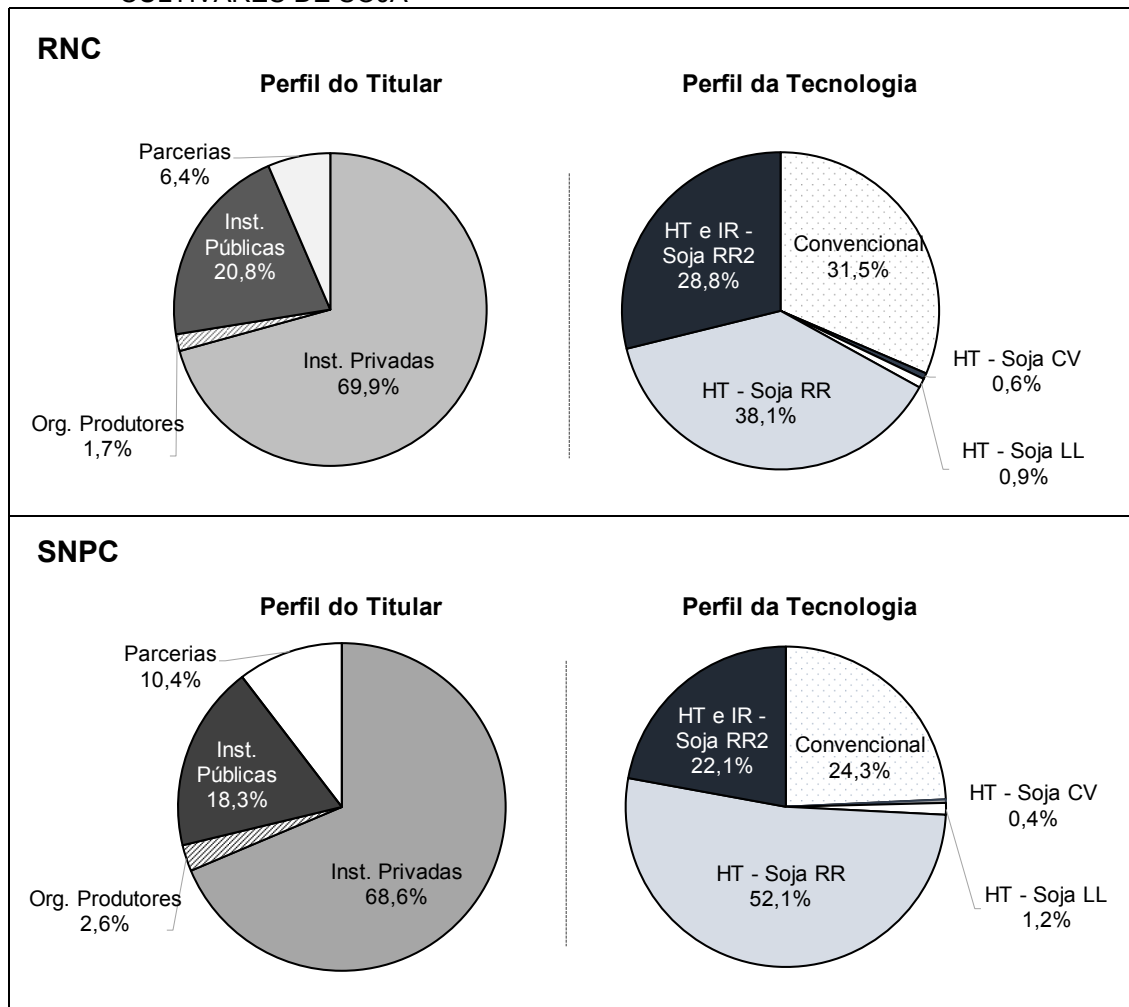 CULTIVARES DE SOJA
RNC
Perfil do Titular
Parcerias
6,4%
Inst.
Públicas
20,8%
Inst. Privadas
69,9%
Org. Produtores
1,7%
Perfil da Tecnologia
HT e IR -
Soja RR2
28,8%
Convencional
31,5%
HT - Soja CV
0,6%
HT - Soja RR
38,1%
HT - Soja LL
0,9%
SNPC
Perfil do Titular
Parcerias
10,4%
Inst.
Públicas
18,3%
Inst. Privadas
68,6%
Org. Produtores
2,6%
Perfil da Tecnologia
HT e IR -
Soja RR2
22,1%
Convencional
24,3%
HT - Soja CV
0,4%
HT - Soja RR
52,1%
HT - Soja LL
1,2%